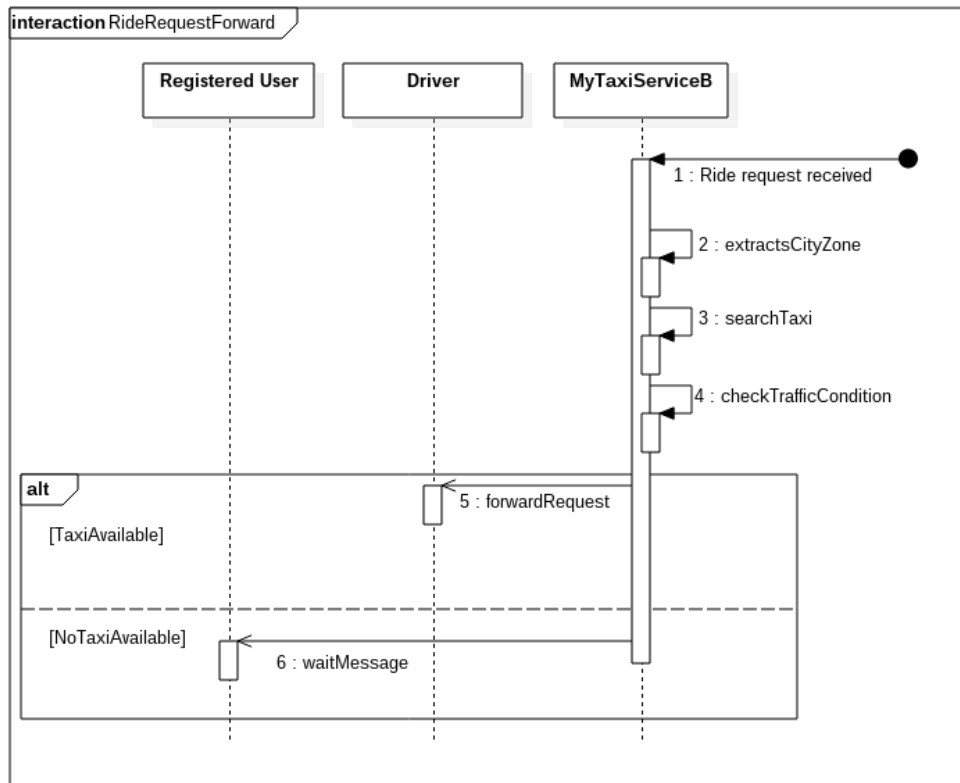 interaction RideRequestForward
Registered User
Driver
MyTaxiServiceB
1 : Ride request received
2 : extractsCityZone
3 : searchTaxi
4 : checkTrafficCondition
alt
5 : forwardRequest
[TaxiAvailable]
[NoTaxiAvailable]
6 : waitMessage